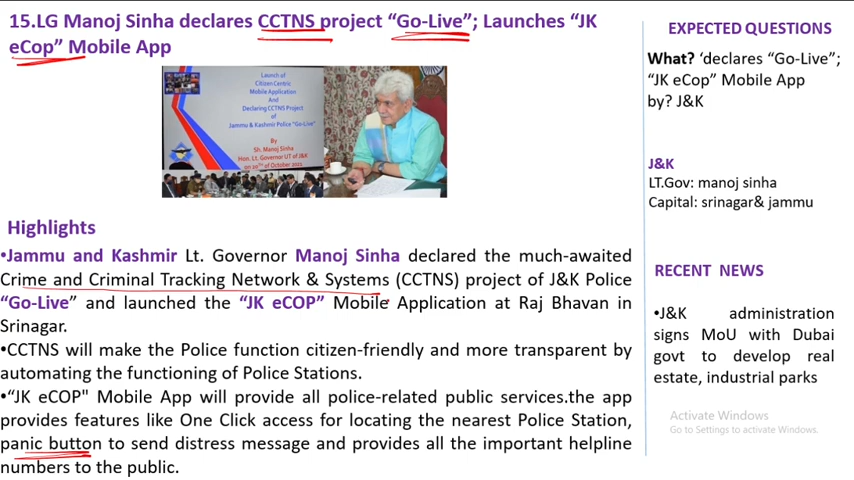 15.LG Manoj Sinha declares CCTNS project “Go-Live”; Launches “JK
eCop” Mobile App
Launch of
Citizen Centric
Mobile Application
And
Declaring CCTNS Project
of
Jammu & Kashmir Police "Go-Live"
By
Sh. Manoj Sinha
Hon. Lt. Governor UT of J&K
on 20TH of October 2021
Highlights
•Jammu and Kashmir Lt. Governor Manoj Sinha declared the much-awaited
Crime and Criminal Tracking Network & Systems (CCTNS) project of J&K Police
“Go-Live” and launched the “JK eCOP” Mobile Application at Raj Bhavan in
Srinagar.
•CCTNS will make the Police function citizen-friendly and more transparent by
automating the functioning of Police Stations.
•“JK eCOP" Mobile App will provide all police-related public services.the app
provides features like One Click access for locating the nearest Police Station,
panic button to send distress message and provides all the important helpline
numbers to the public.
EXPECTED QUESTIONS
What? ‘declares “Go-Live”;
“JK eCop” Mobile App
by? J&K
J&K
LT.Gov: manoj sinha
Capital: srinagar& jammu
RECENT NEWS
•J&K administration
signs MoU with Dubai
govt to develop real
estate, industrial parks
Activate Windows
Go to Settings to activate Windows.